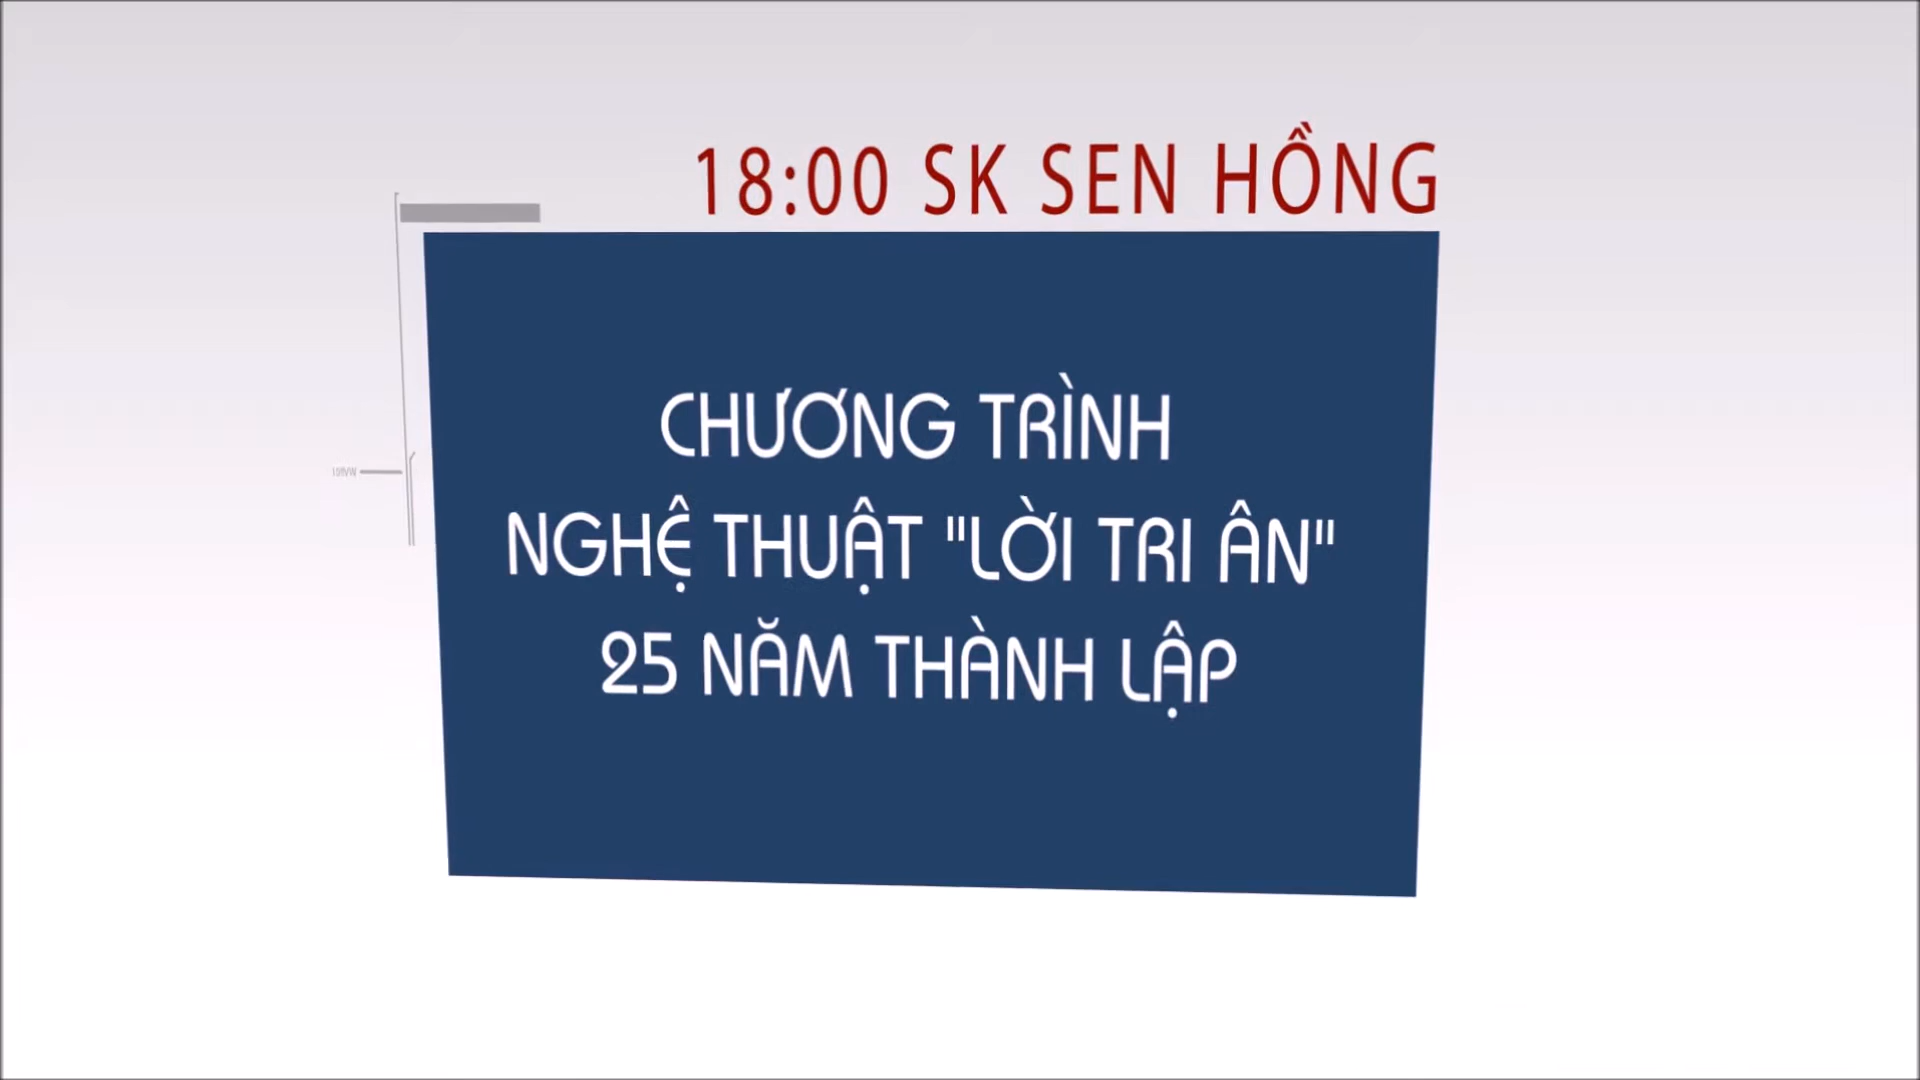 18:00 SK SEN HỒNG
CHƯƠNG TRÌNH
NGHỆ THUẬT "LỜI TRI ÂN"
25 NĂM THÀNH LẬP